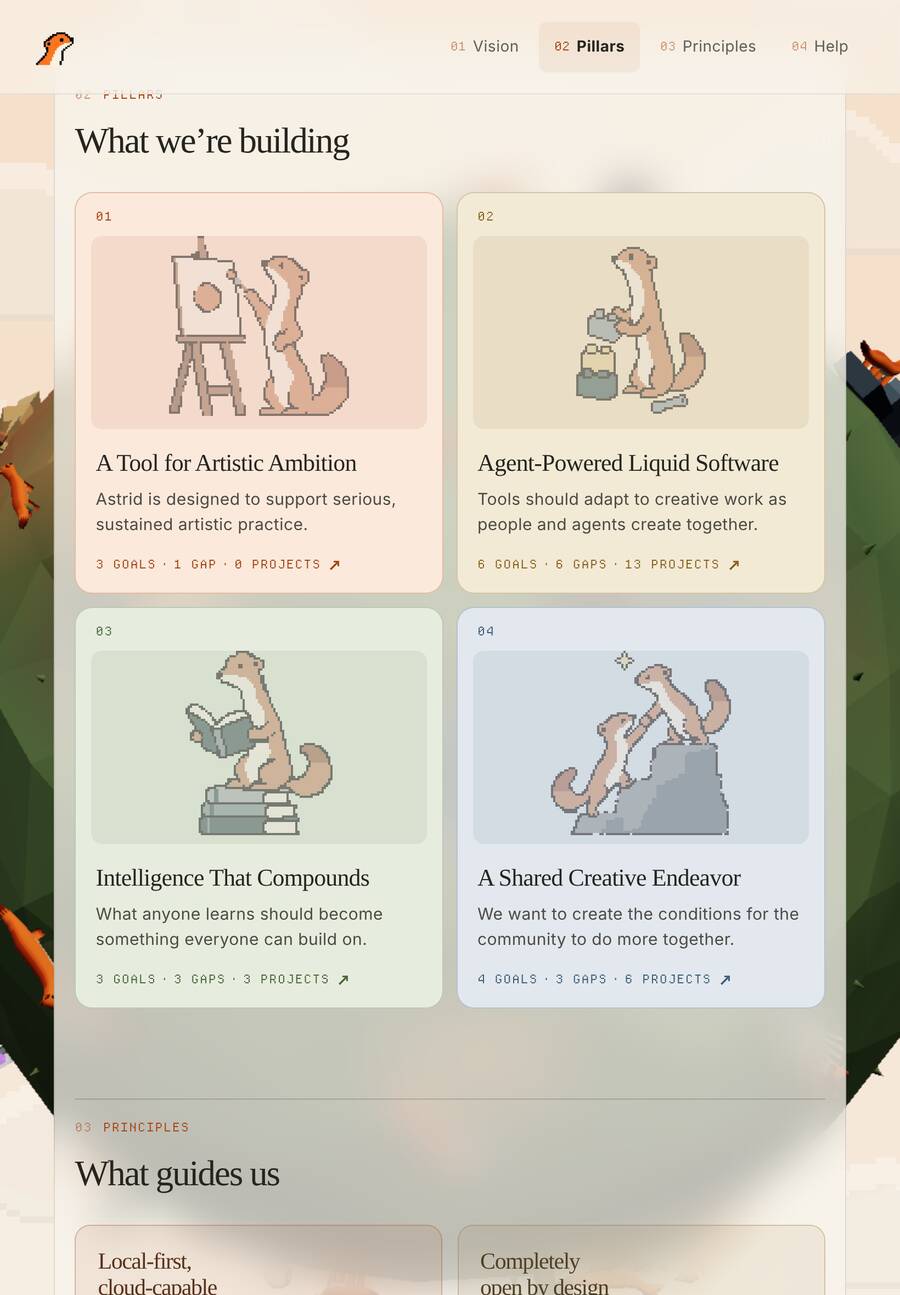 01 Vision
02 Pillars
03 Principles
04 Help
02 PILLARS
What we’re building
01
A Tool for Artistic Ambition
Astrid is designed to support serious,
sustained artistic practice.
3 GOALS · 1 GAP · 0 PROJECTS ↗
02
Agent-Powered Liquid Software
Tools should adapt to creative work as
people and agents create together.
6 GOALS · 6 GAPS · 13 PROJECTS ↗
03
Intelligence That Compounds
What anyone learns should become
something everyone can build on.
3 GOALS · 3 GAPS · 3 PROJECTS ↗
04
A Shared Creative Endeavor
We want to create the conditions for the
community to do more together.
4 GOALS · 3 GAPS · 6 PROJECTS ↗
03 PRINCIPLES
What guides us
Local-first,
cloud-capable
Completely
open by design